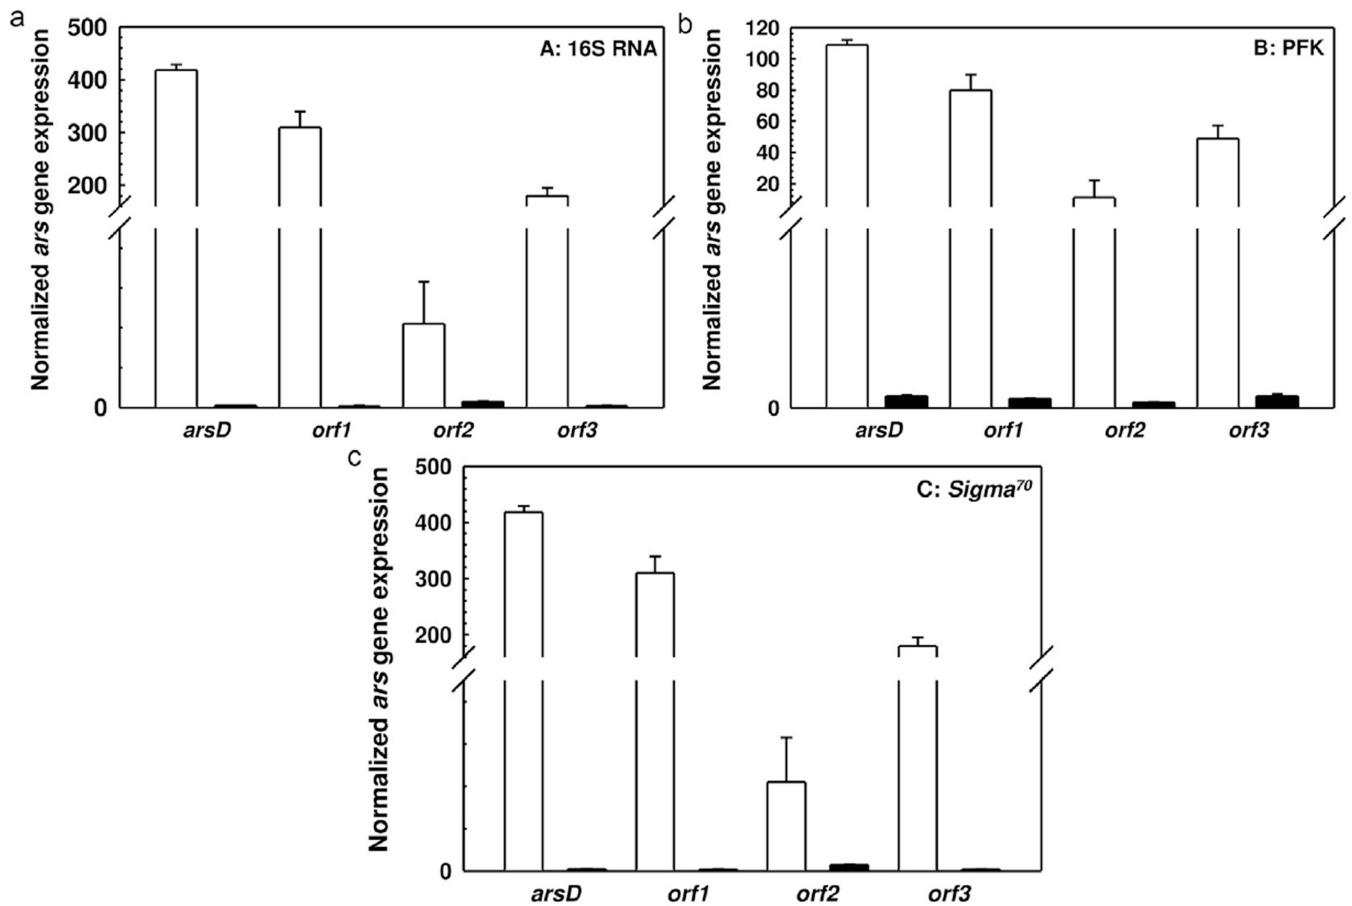 a
500
400
300
200
0
Normalized ars gene expression
A: 16S RNA
arsD orf1 orf2 orf3
b
120
100
80
60
40
20
0
Normalized ars gene expression
B: PFK
arsD orf1 orf2 orf3
c
500
400
300
200
0
Normalized ars gene expression
C: Sigma⁷⁰
arsD orf1 orf2 orf3